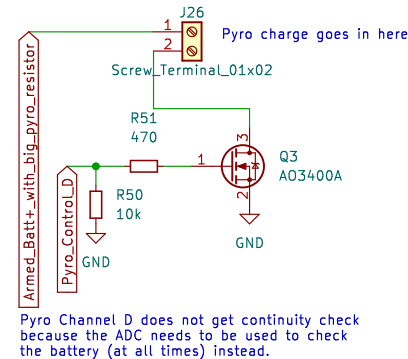 J26
1
2
Pyro charge goes in here
Screw_Terminal_01x02
Armed_Batt+_with_big_pyro_resistor
R51
470
3
1
Q3
AO3400A
2
Pyro_Control_D
R50
10k
GND
GND
Pyro Channel D does not get continuity check
because the ADC needs to be used to check
the battery (at all times) instead.